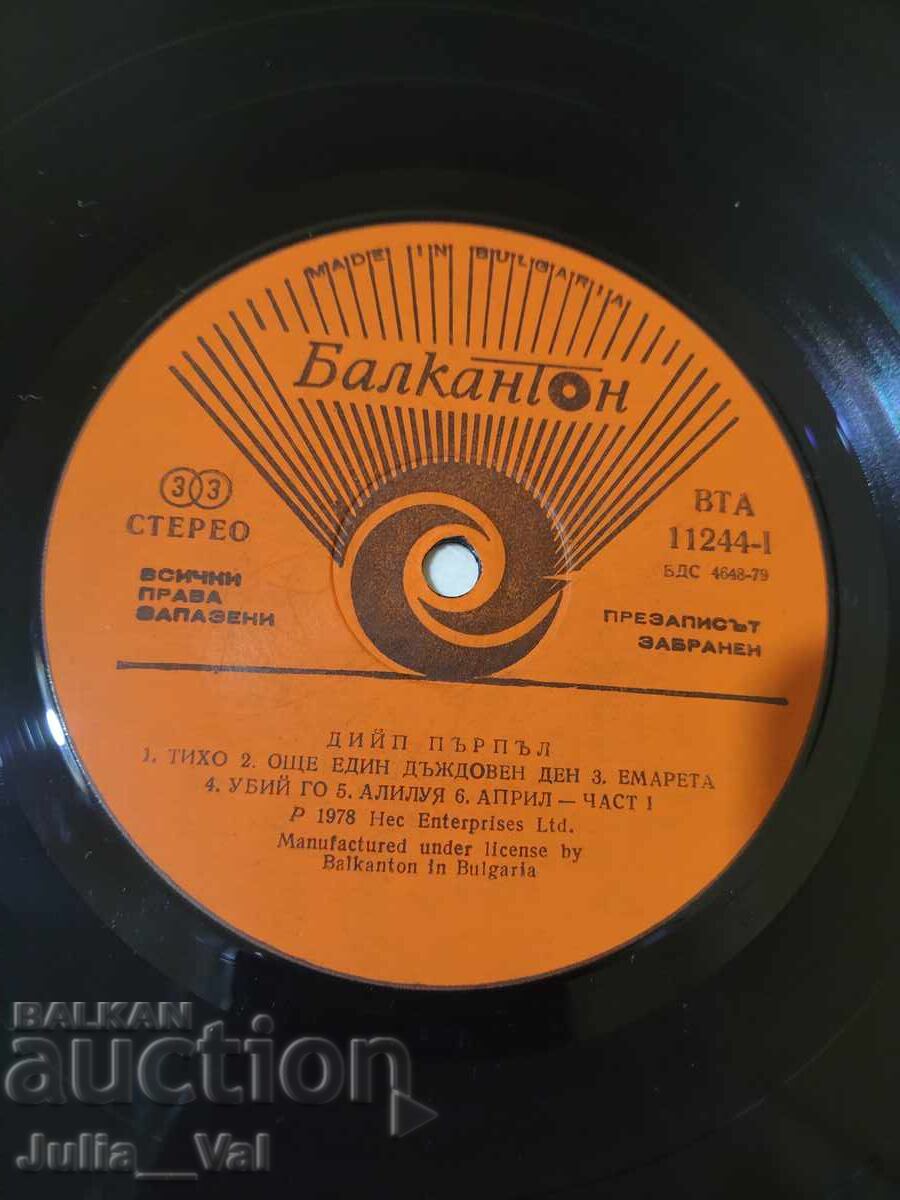 MADE IN BULGARIA
Балкантон
33
СТЕРЕО
ВТА
11244-I
БДС 4648-79
ВСИЧКИ
ПРАВА
ЗАПАЗЕНИ
ПРЕЗАПИСЪТ
ЗАБРАНЕН
ДИЙП ПЪРПЪЛ
1. ТИХО 2. ОЩЕ ЕДИН ДЪЖДОВЕН ДЕН 3. ЕМАРЕТА
4. УБИЙ ГО 5. АЛИЛУЯ 6. АПРИЛ — ЧАСТ I
P 1978 Hec Enterprises Ltd.
Manufactured under license by
Balkanton in Bulgaria
BALKAN
auction
Julia__Val